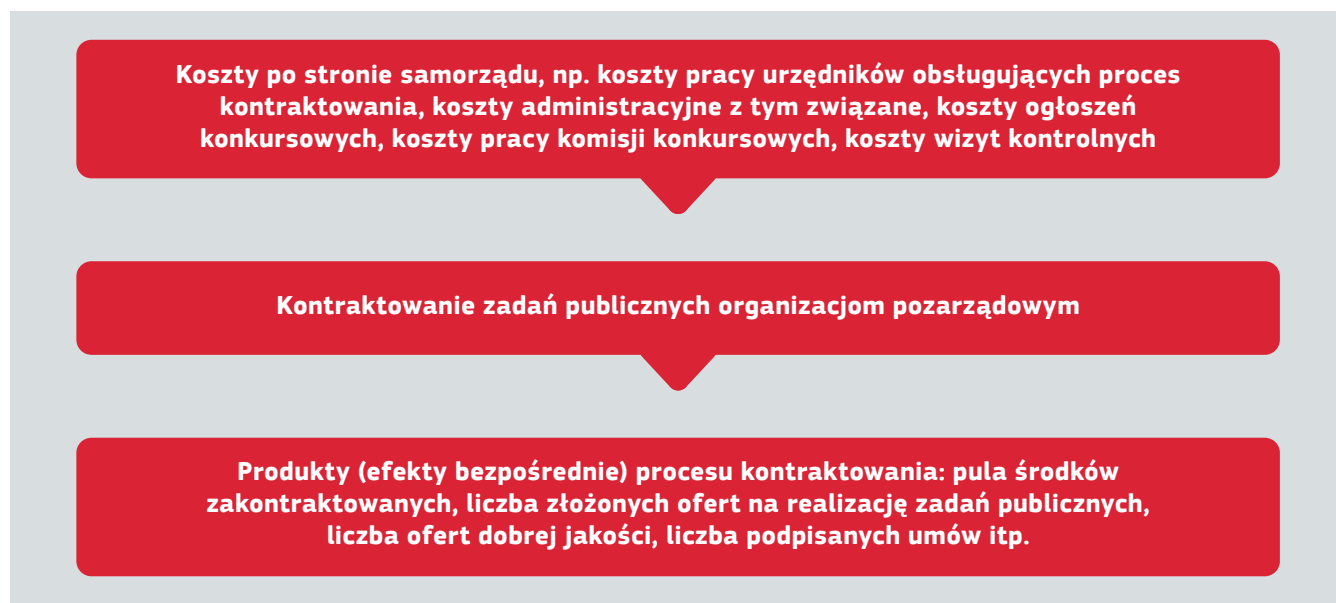 Koszty po stronie samorządu, np. koszty pracy urzędników obsługujących proces
kontraktowania, koszty administracyjne z tym związane, koszty ogłoszeń
konkursowych, koszty pracy komisji konkursowych, koszty wizyt kontrolnych
Kontraktowanie zadań publicznych organizacjom pozarządowym
Produkty (efekty bezpośrednie) procesu kontraktowania: pula środków
zakontraktowanych, liczba złożonych ofert na realizację zadań publicznych,
liczba ofert dobrej jakości, liczba podpisanych umów itp.